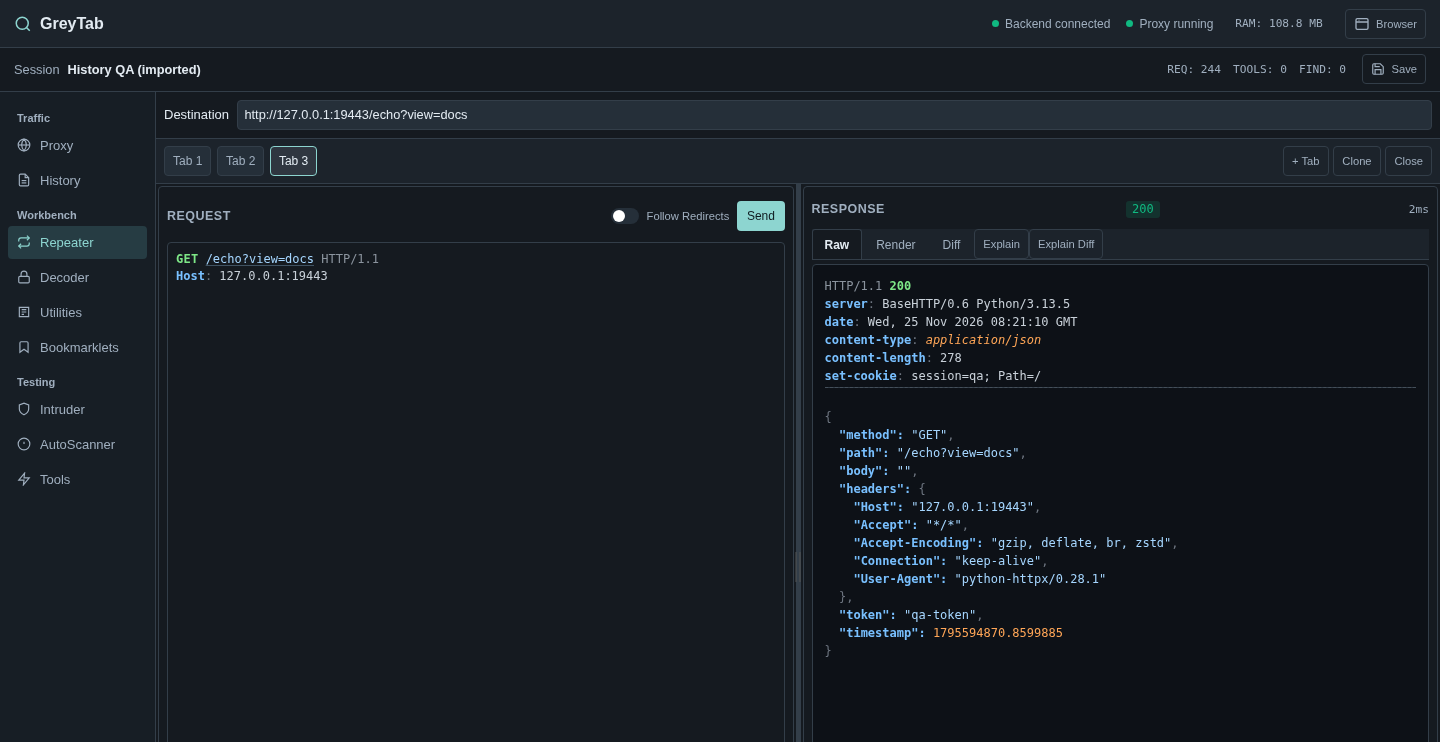 GreyTab
Backend connected
Proxy running
RAM: 108.8 MB
Browser
Session History QA (imported)
REQ: 244 TOOLS: 0 FIND: 0
Save
Traffic
Proxy
History
Workbench
Repeater
Decoder
Utilities
Bookmarklets
Testing
Intruder
AutoScanner
Tools
Destination http://127.0.0.1:19443/echo?view=docs
Tab 1 Tab 2 Tab 3
+ Tab Clone Close
REQUEST
Follow Redirects
Send
GET /echo?view=docs HTTP/1.1
Host: 127.0.0.1:19443
RESPONSE
200
2ms
Raw Render Diff Explain Explain Diff
HTTP/1.1 200
server: BaseHTTP/0.6 Python/3.13.5
date: Wed, 25 Nov 2026 08:21:10 GMT
content-type: application/json
content-length: 278
set-cookie: session=qa; Path=/
{
  "method": "GET",
  "path": "/echo?view=docs",
  "body": "",
  "headers": {
    "Host": "127.0.0.1:19443",
    "Accept": "*/*",
    "Accept-Encoding": "gzip, deflate, br, zstd",
    "Connection": "keep-alive",
    "User-Agent": "python-httpx/0.28.1"
  },
  "token": "qa-token",
  "timestamp": 1795594870.8599885
}